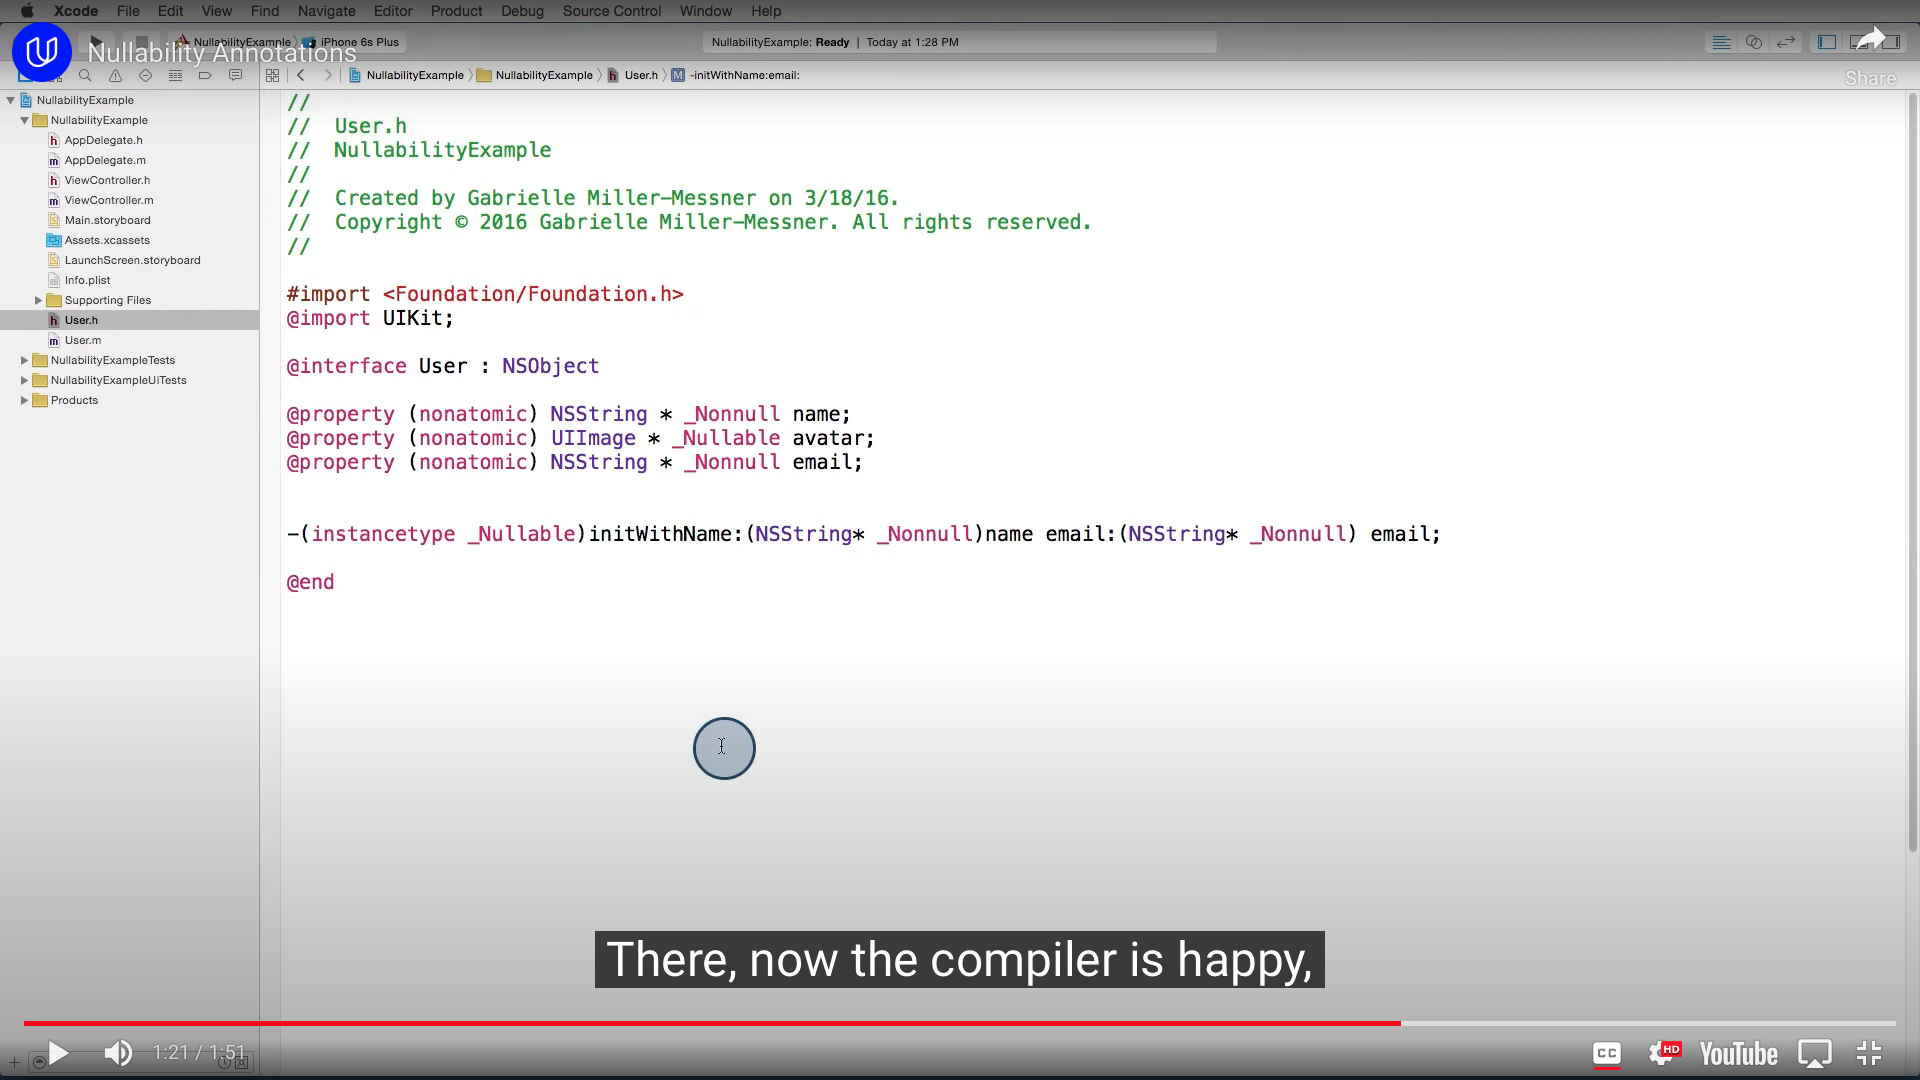 Xcode File Edit View Find Navigate Editor Product Debug Source Control Window Help
Nullability Annotations
NullabilityExample iPhone 6s Plus
NullabilityExample: Ready | Today at 1:28 PM
Share
NullabilityExample NullabilityExample User.h M -initWithName:email:
NullabilityExample
NullabilityExample
h AppDelegate.h
m AppDelegate.m
h ViewController.h
m ViewController.m
Main.storyboard
Assets.xcassets
LaunchScreen.storyboard
Info.plist
Supporting Files
h User.h
m User.m
NullabilityExampleTests
NullabilityExampleUITests
Products
//
// User.h
// NullabilityExample
//
// Created by Gabrielle Miller-Messner on 3/18/16.
// Copyright © 2016 Gabrielle Miller-Messner. All rights reserved.
//
#import <Foundation/Foundation.h>
@import UIKit;
@interface User : NSObject
@property (nonatomic) NSString * _Nonnull name;
@property (nonatomic) UIImage * _Nullable avatar;
@property (nonatomic) NSString * _Nonnull email;
-(instancetype _Nullable)initWithName:(NSString* _Nonnull)name email:(NSString* _Nonnull) email;
@end
There, now the compiler is happy,
1:21 / 1:51
CC HD YouTube